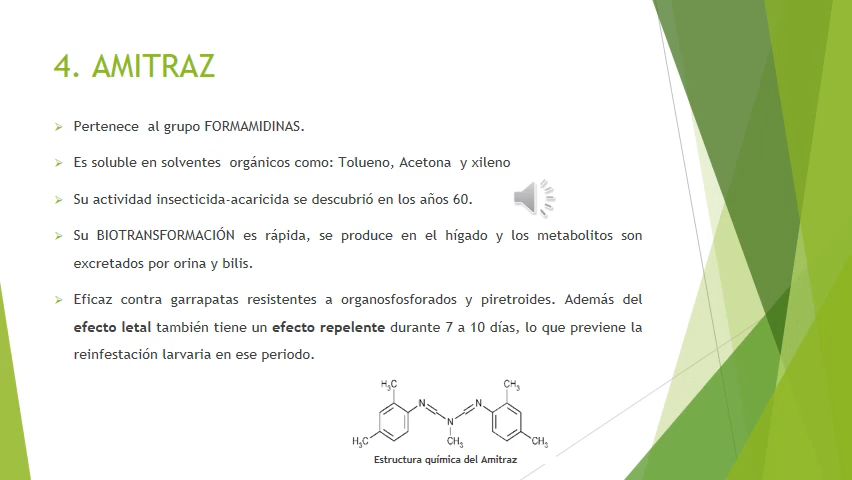 4. AMITRAZ
Pertenece al grupo FORMAMIDINAS.
Es soluble en solventes orgánicos como: Tolueno, Acetona y xileno
Su actividad insecticida-acaricida se descubrió en los años 60.
Su BIOTRANSFORMACIÓN es rápida, se produce en el hígado y los metabolitos son
excretados por orina y bilis.
Eficaz contra garrapatas resistentes a organosfosforados y piretroides. Además del
efecto letal también tiene un efecto repelente durante 7 a 10 días, lo que previene la
reinfestación larvaria en ese periodo.
H3C CH3
N N
N
H3C CH3 CH3
Estructura química del Amitraz